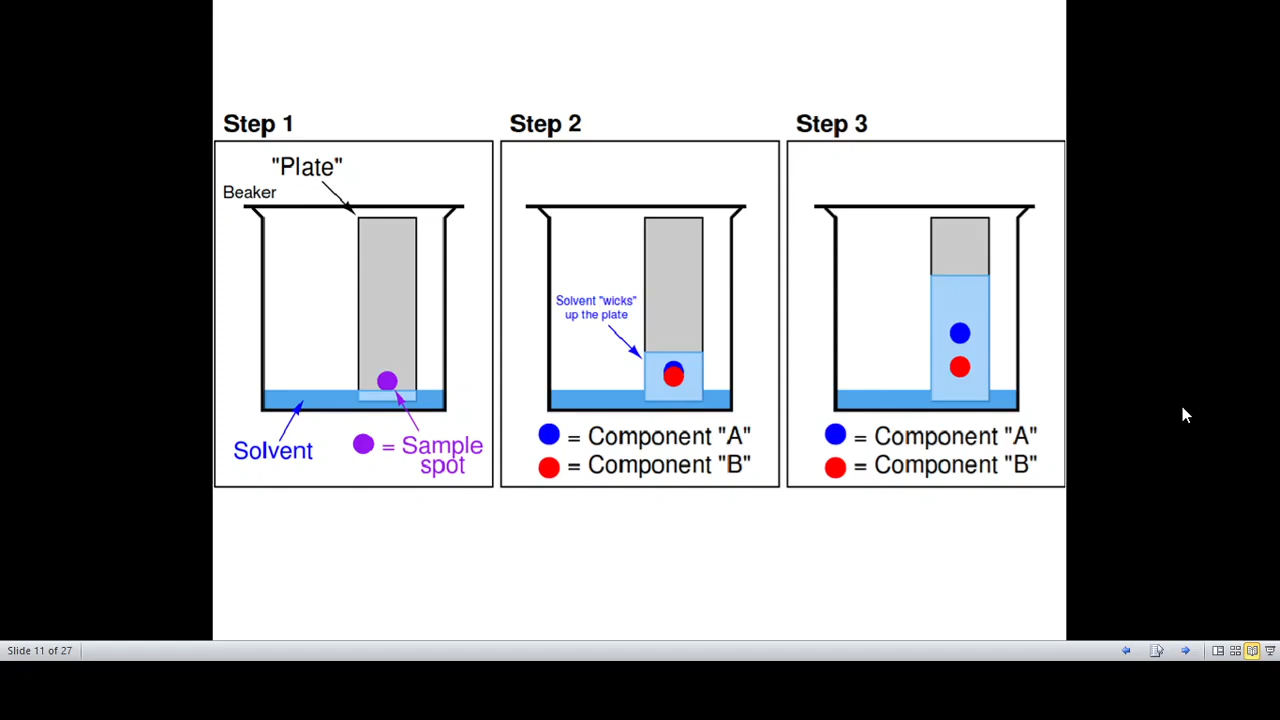 Step 1
"Plate"
Beaker
Solvent
= Sample
spot
Step 2
Solvent "wicks"
up the plate
= Component "A"
= Component "B"
Step 3
= Component "A"
= Component "B"
Slide 11 of 27